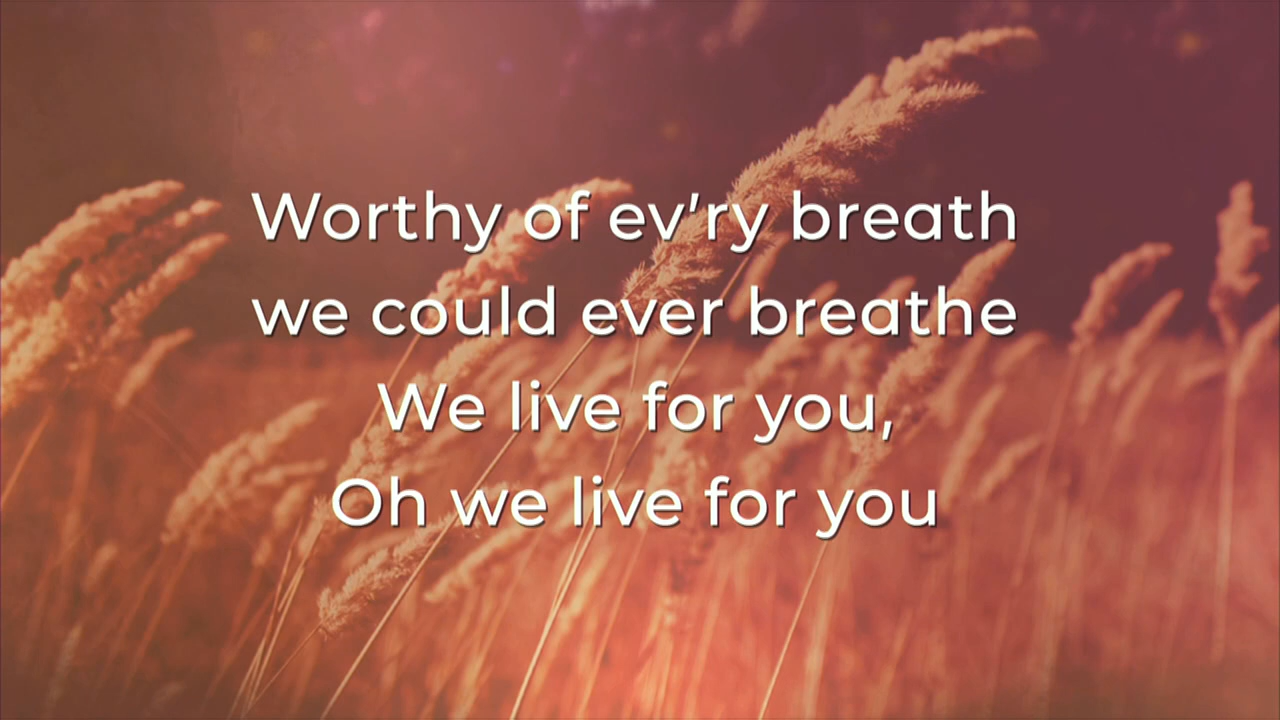 Worthy of ev'ry breath
we could ever breathe
We live for you,
Oh we live for you